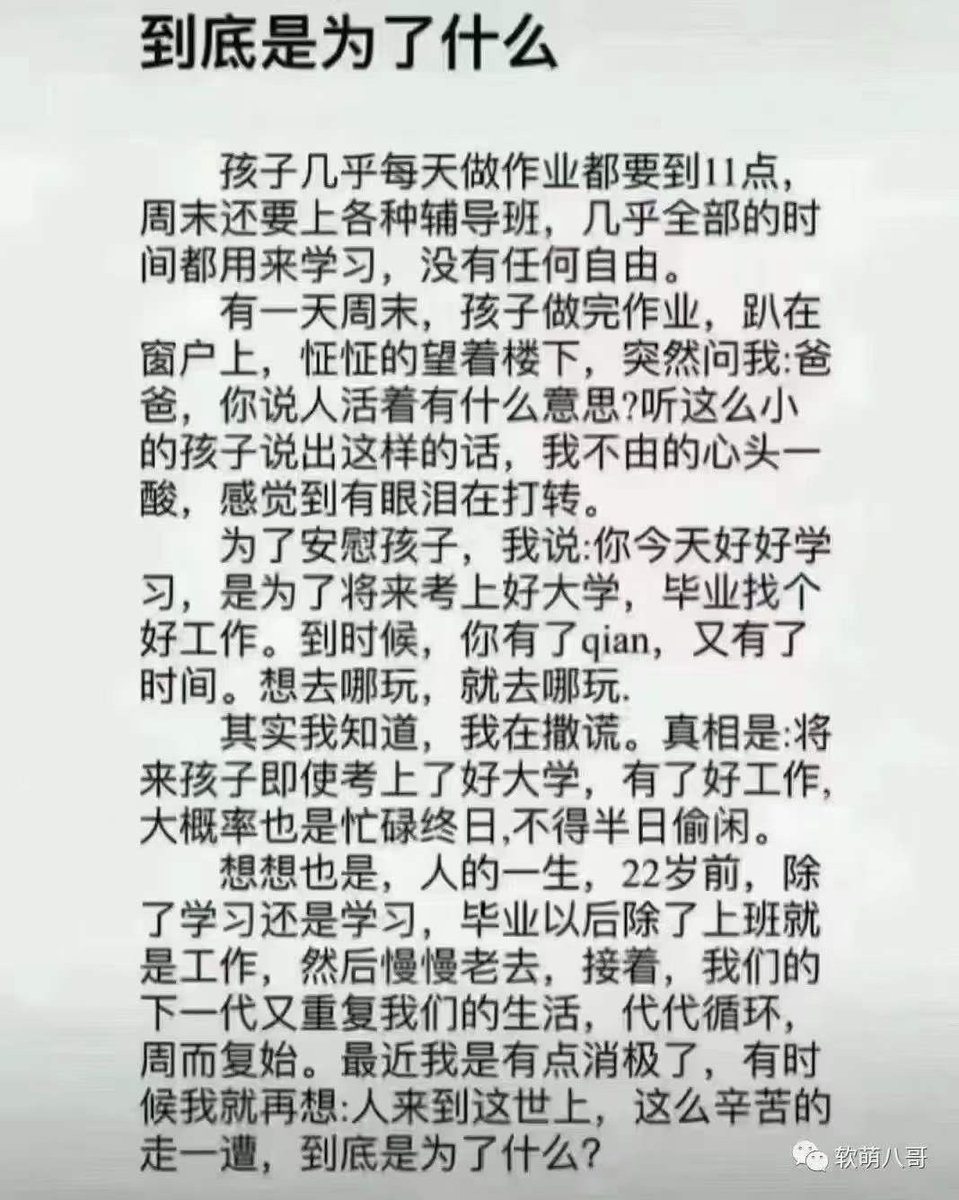 到底是为了什么
孩子几乎每天做作业都要到11点，
周末还要上各种辅导班，几乎全部的时
间都用来学习，没有任何自由。
有一天周末，孩子做完作业，趴在
窗户上，怔怔的望着楼下，突然问我:爸
爸，你说人活着有什么意思?听这么小
的孩子说出这样的话，我不由的心头一
酸，感觉到有眼泪在打转。
为了安慰孩子，我说:你今天好好学
习，是为了将来考上好大学，毕业找个
好工作。到时候，你有了qian，又有了
时间。想去哪玩，就去哪玩.
其实我知道，我在撒谎。真相是:将
来孩子即使考上了好大学，有了好工作,
大概率也是忙碌终日,不得半日偷闲。
想想也是，人的一生，22岁前，除
了学习还是学习，毕业以后除了上班就
是工作，然后慢慢老去，接着，我们的
下一代又重复我们的生活，代代循环，
周而复始。最近我是有点消极了，有时
候我就再想:人来到这世上，这么辛苦的
走一遭，到底是为了什么?
软萌八哥